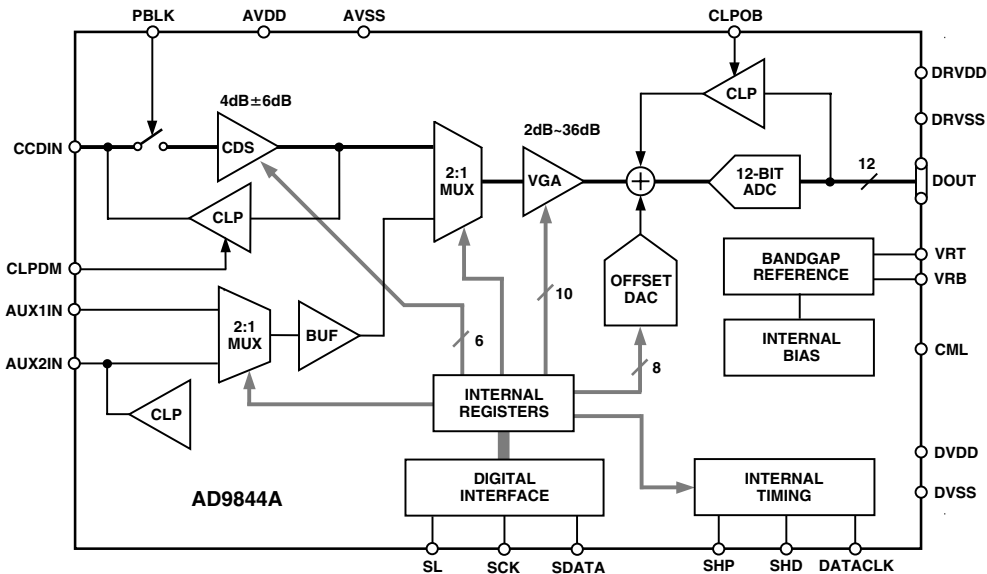 PBLK
AVDD
AVSS
CLPOB
DRVDD
DRVSS
4dB±6dB
CLP
2dB~36dB
CCDIN
CDS
2:1
MUX
VGA
12-BIT
ADC
12
DOUT
CLP
CLPDM
BANDGAP
REFERENCE
VRT
VRB
OFFSET
DAC
10
AUX1IN
2:1
MUX
BUF
6
INTERNAL
BIAS
CML
AUX2IN
8
CLP
INTERNAL
REGISTERS
DVDD
DIGITAL
INTERFACE
INTERNAL
TIMING
DVSS
AD9844A
SL
SCK
SDATA
SHP
SHD
DATACLK